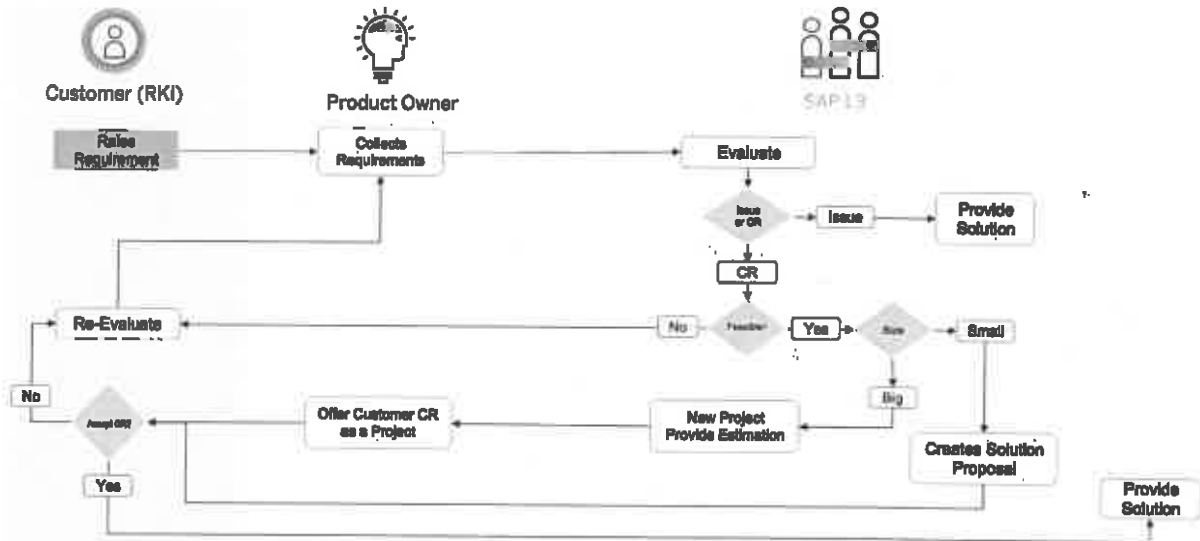 Customer (RKI)
Product Owner
SAP13
Raise
Requirement
Collects
Requirements
Evaluate
Issue
or CR
Issue
Provide
Solution
CR
Re-Evaluate
No
Yes
Size
Small
No
Big
Accept CR?
Offer Customer CR
as a Project
New Project
Provide Estimation
Creates Solution
Proposal
Yes
Provide
Solution